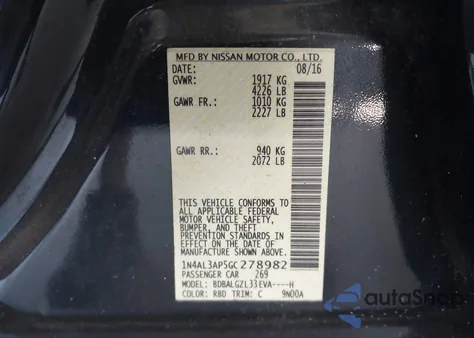 MFD BY NISSAN MOTOR CO., LTD.
DATE: 08/16
GVWR: 1917 KG
4226 LB
GAWR FR.: 1010 KG
2227 LB
GAWR RR.: 940 KG
2072 LB
THIS VEHICLE CONFORMS TO
ALL APPLICABLE FEDERAL
MOTOR VEHICLE SAFETY,
BUMPER, AND THEFT
PREVENTION STANDARDS IN
EFFECT ON THE DATE OF
MANUFACTURE SHOWN ABOVE.
1N4AL3AP5GC278982
PASSENGER CAR 269
MODEL: BDBALGZL33EVA----H
COLOR: RBD TRIM: C 9N00A
autoSnap